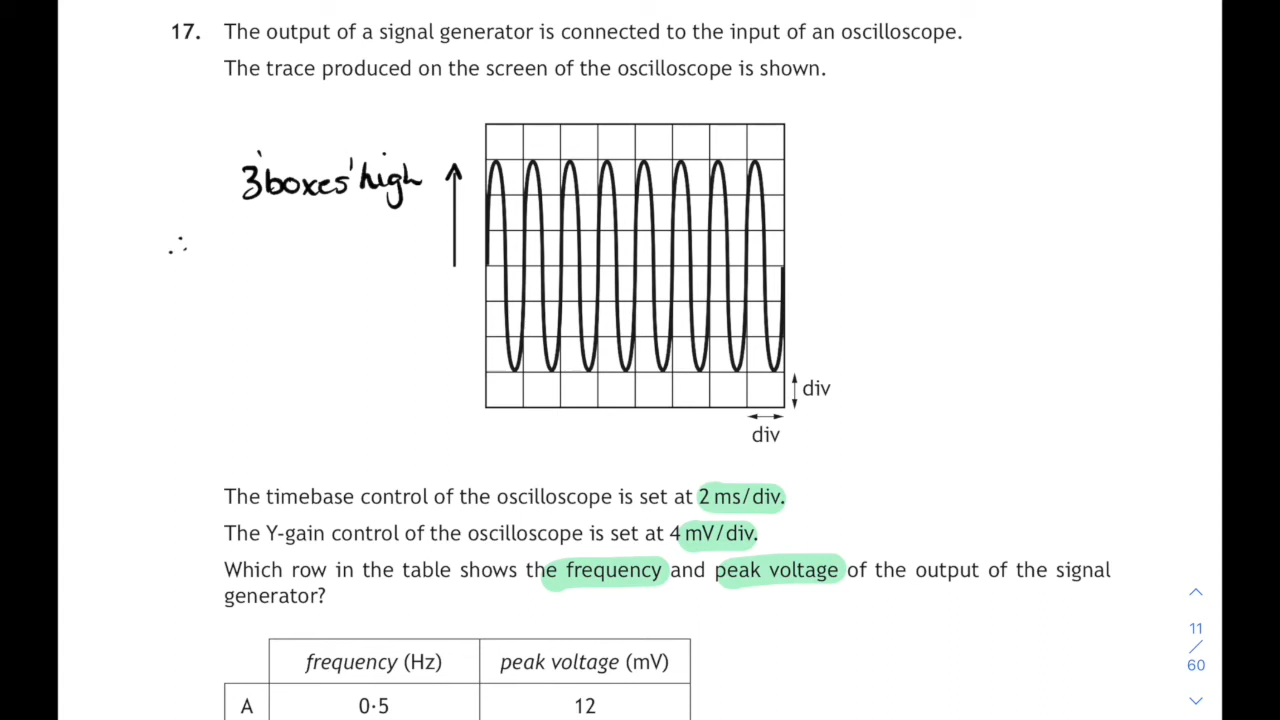 17. The output of a signal generator is connected to the input of an oscilloscope.
The trace produced on the screen of the oscilloscope is shown.
3 'boxes' high
∴
div
div
The timebase control of the oscilloscope is set at 2 ms/div.
The Y-gain control of the oscilloscope is set at 4 mV/div.
Which row in the table shows the frequency and peak voltage of the output of the signal
generator?
frequency (Hz) peak voltage (mV)
A 0·5 12
11
/
60